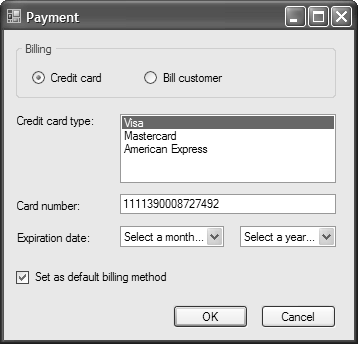 Payment
Billing
Credit card
Bill customer
Credit card type:
Visa
Mastercard
American Express
Card number:
1111390008727492
Expiration date:
Select a month...
Select a year...
Set as default billing method
OK
Cancel